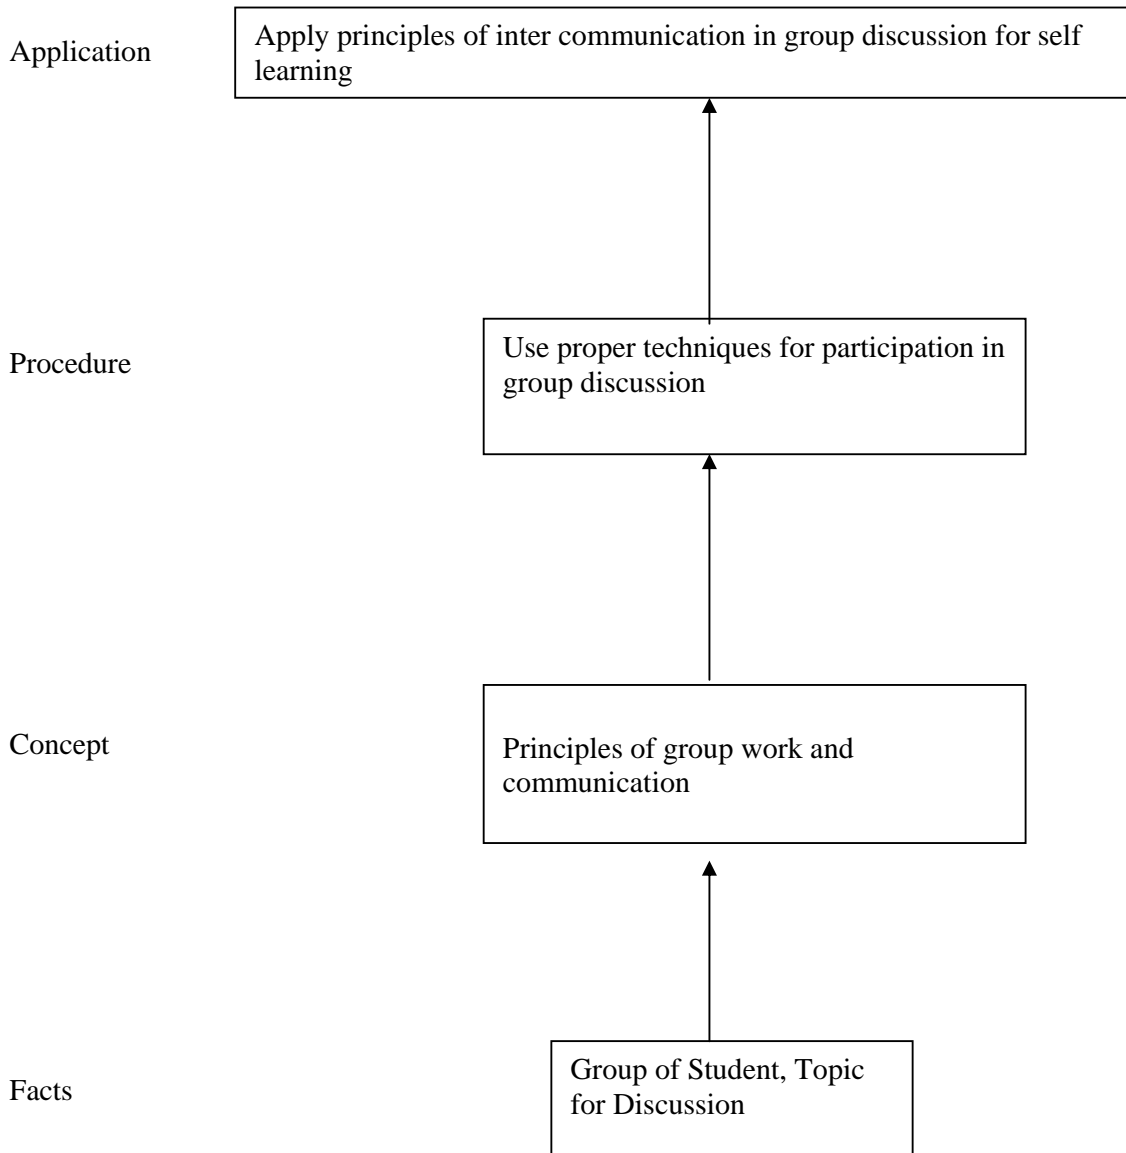 Application
Apply principles of inter communication in group discussion for self
learning
Procedure
Use proper techniques for participation in
group discussion
Concept
Principles of group work and
communication
Facts
Group of Student, Topic
for Discussion